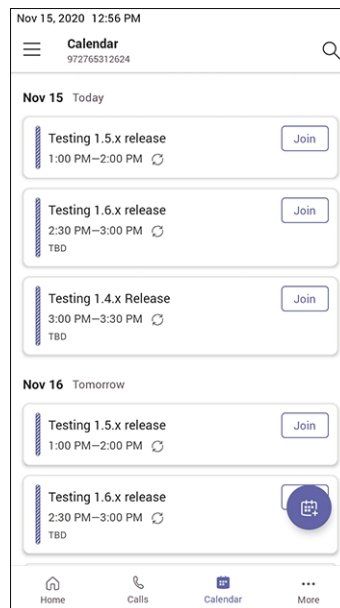 Nov 15, 2020 12:56 PM
Calendar
972765312624
Nov 15 Today
Testing 1.5.x release
Join
1:00 PM—2:00 PM
Testing 1.6.x release
Join
2:30 PM—3:00 PM
TBD
Testing 1.4.x Release
Join
3:00 PM—3:30 PM
TBD
Nov 16 Tomorrow
Testing 1.5.x release
Join
1:00 PM—2:00 PM
Testing 1.6.x release
2:30 PM—3:00 PM
TBD
Home
Calls
Calendar
More